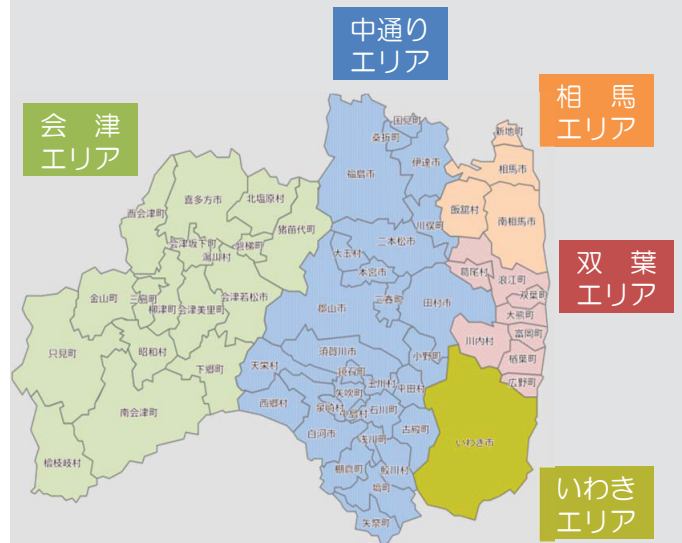 中通り
エリア
相　馬
エリア
会　津
エリア
双　葉
エリア
いわき
エリア
国見町
桑折町
新地町
伊達市
福島市
相馬市
喜多方市
北塩原村
飯舘村
西会津町
猪苗代町
川俣町
南相馬市
会津坂下町
磐梯町
湯川村
二本松市
大玉村
葛尾村
浪江町
本宮市
双葉町
金山町
三島町
会津若松市
柳津町
会津美里町
郡山市
三春町
田村市
大熊町
富岡町
只見町
昭和村
須賀川市
川内村
下郷町
天栄村
小野町
楢葉町
鏡石町
広野町
玉川村
平田村
矢吹町
西郷村
泉崎村
中島村
石川町
南会津町
白河市
古殿町
浅川町
いわき市
檜枝岐村
棚倉町
鮫川村
塙町
矢祭町